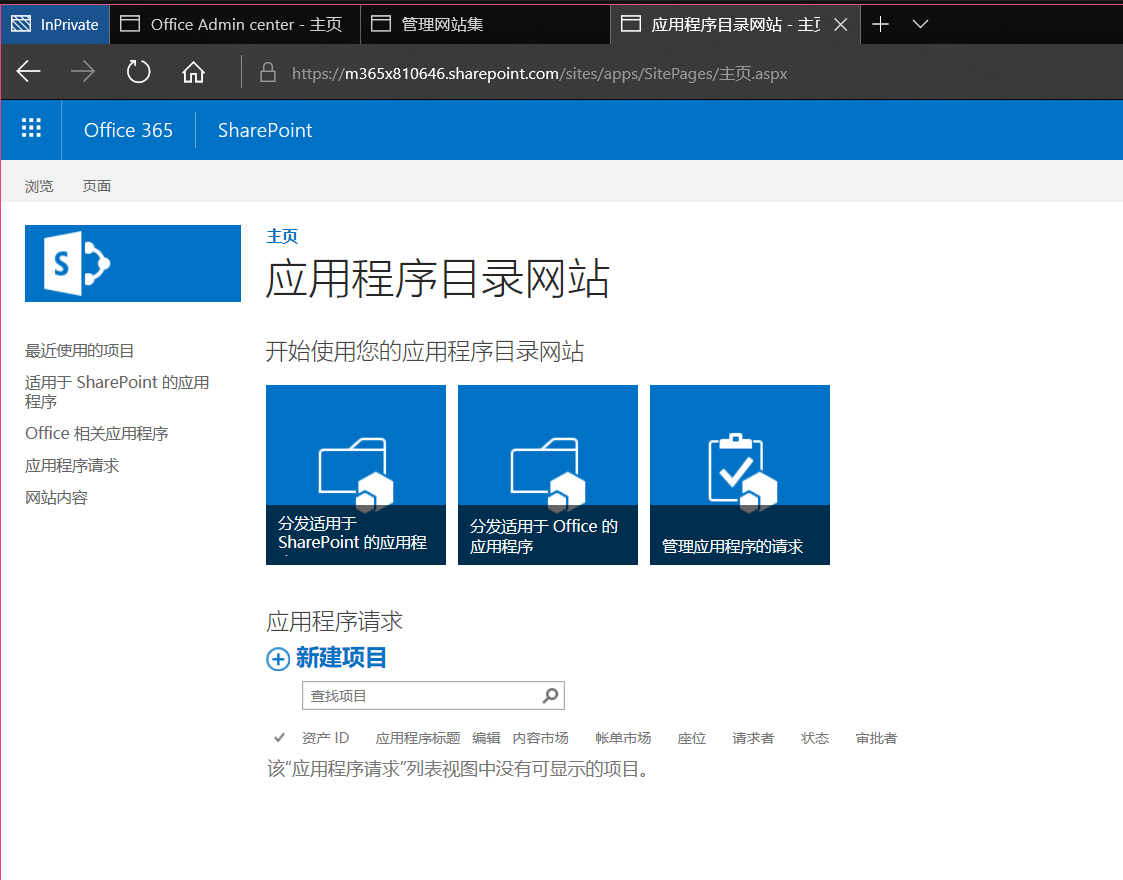 InPrivate
Office Admin center - 主页
管理网站集
应用程序目录网站 - 主页
https://m365x810646.sharepoint.com/sites/apps/SitePages/主页.aspx
Office 365
SharePoint
浏览
页面
S
主页
应用程序目录网站
最近使用的项目
适用于 SharePoint 的应用
程序
Office 相关应用程序
应用程序请求
网站内容
开始使用您的应用程序目录网站
分发适用于
SharePoint 的应用程
分发适用于 Office 的
应用程序
管理应用程序的请求
应用程序请求
新建项目
查找项目
资产 ID 应用程序标题 编辑 内容市场 帐单市场 座位 请求者 状态 审批者
该“应用程序请求”列表视图中没有可显示的项目。